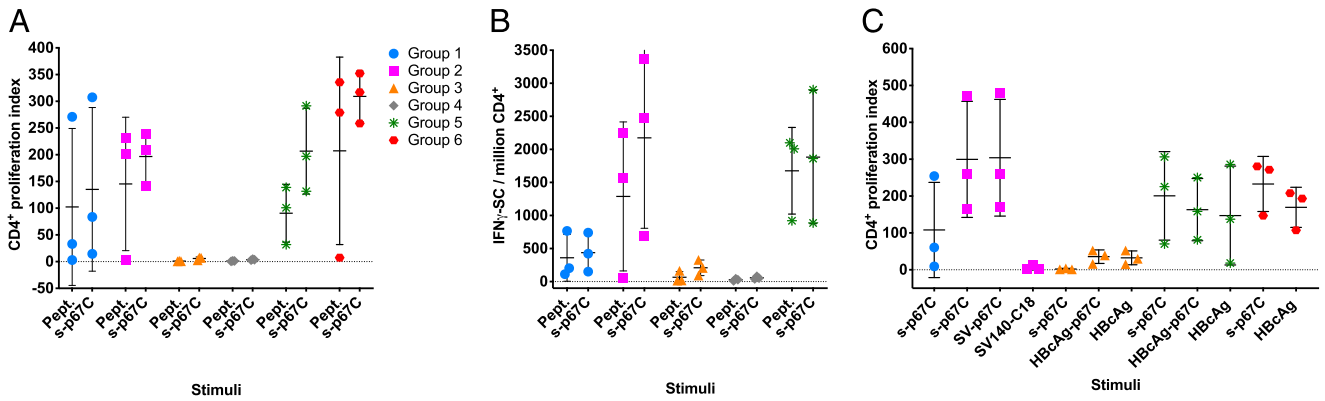 A
CD4+ proliferation index
400
350
300
250
200
150
100
50
0
-50
Pept.
s-p67C
Pept.
s-p67C
Pept.
s-p67C
Pept.
s-p67C
Pept.
s-p67C
Pept.
s-p67C
Stimuli
Group 1
Group 2
Group 3
Group 4
Group 5
Group 6
B
IFNγ-SC / million CD4+
3500
3000
2500
2000
1500
1000
500
0
Pept.
s-p67C
Pept.
s-p67C
Pept.
s-p67C
Pept.
s-p67C
Pept.
s-p67C
Stimuli
C
CD4+ proliferation index
600
500
400
300
200
100
0
s-p67C
s-p67C
SV-p67C
SV140-C18
s-p67C
HBcAg-p67C
HBcAg
s-p67C
HBcAg-p67C
HBcAg
s-p67C
HBcAg
Stimuli